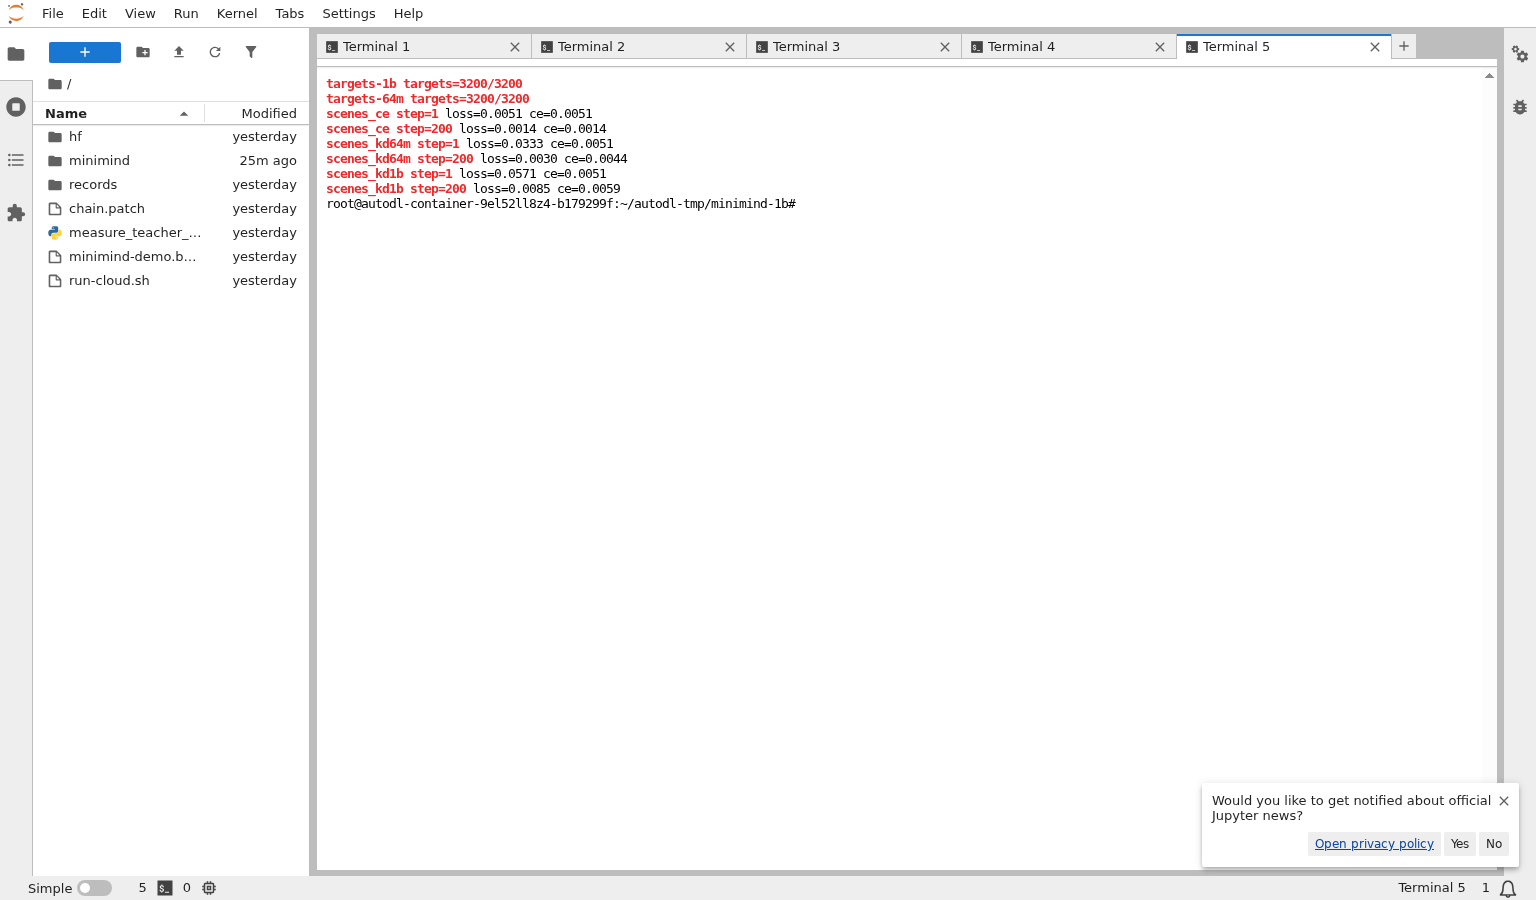 File Edit View Run Kernel Tabs Settings Help
+
/
Name Modified
hf yesterday
minimind 25m ago
records yesterday
chain.patch yesterday
measure_teacher_… yesterday
minimind-demo.b… yesterday
run-cloud.sh yesterday
Terminal 1
Terminal 2
Terminal 3
Terminal 4
Terminal 5
targets-1b targets=3200/3200
targets-64m targets=3200/3200
scenes_ce step=1 loss=0.0051 ce=0.0051
scenes_ce step=200 loss=0.0014 ce=0.0014
scenes_kd64m step=1 loss=0.0333 ce=0.0051
scenes_kd64m step=200 loss=0.0030 ce=0.0044
scenes_kd1b step=1 loss=0.0571 ce=0.0051
scenes_kd1b step=200 loss=0.0085 ce=0.0059
root@autodl-container-9el52ll8z4-b179299f:~/autodl-tmp/minimind-1b#
Would you like to get notified about official
Jupyter news?
Open privacy policy Yes No
Simple 5 $_ 0 Terminal 5 1